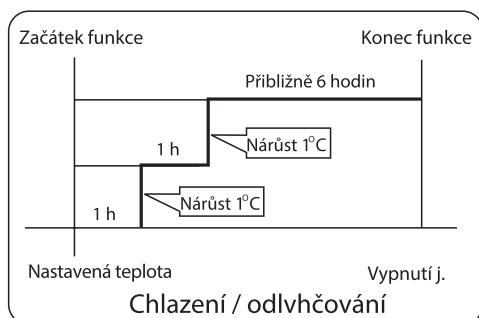 Začátek funkce
Konec funkce
Přibližně 6 hodin
1 h
Nárůst 1°C
1 h
Nárůst 1°C
Nastavená teplota
Vypnutí j.
Chlazení / odlvhčování